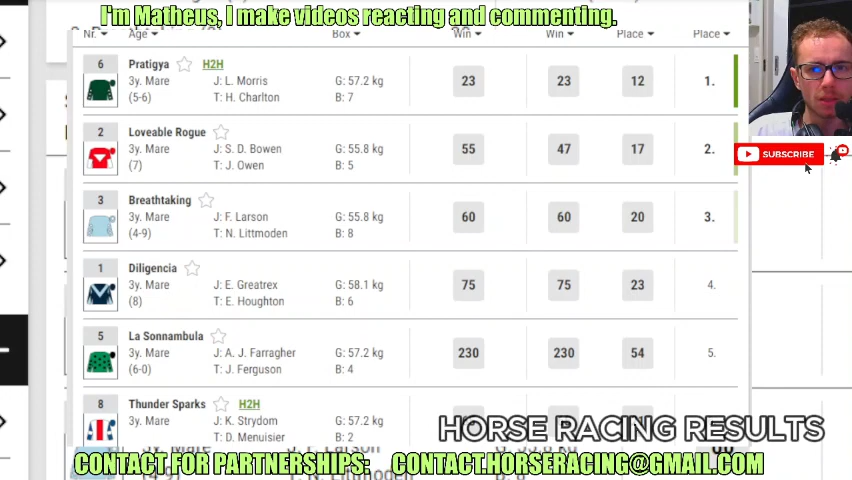 I'm Matheus, I make videos reacting and commenting.
Nr. Age Box Win Win Place Place
6 Pratigya H2H
3y. Mare J: L. Morris G: 57.2 kg 23 23 12 1.
(5-6) T: H. Charlton B: 7
2 Loveable Rogue
3y. Mare J: S. D. Bowen G: 55.8 kg 55 47 17 2.
(7) T: J. Owen B: 5
3 Breathtaking
3y. Mare J: F. Larson G: 55.8 kg 60 60 20 3.
(4-9) T: N. Littmoden B: 8
1 Diligencia
3y. Mare J: E. Greatrex G: 58.1 kg 75 75 23 4.
(8) T: E. Houghton B: 6
5 La Sonnambula
3y. Mare J: A. J. Farragher G: 57.2 kg 230 230 54 5.
(6-0) T: J. Ferguson B: 4
8 Thunder Sparks H2H
3y. Mare J: K. Strydom G: 57.2 kg
T: D. Menuisier B: 2
SUBSCRIBE
HORSE RACING RESULTS
CONTACT FOR PARTNERSHIPS: CONTACT.HORSERACING@GMAIL.COM